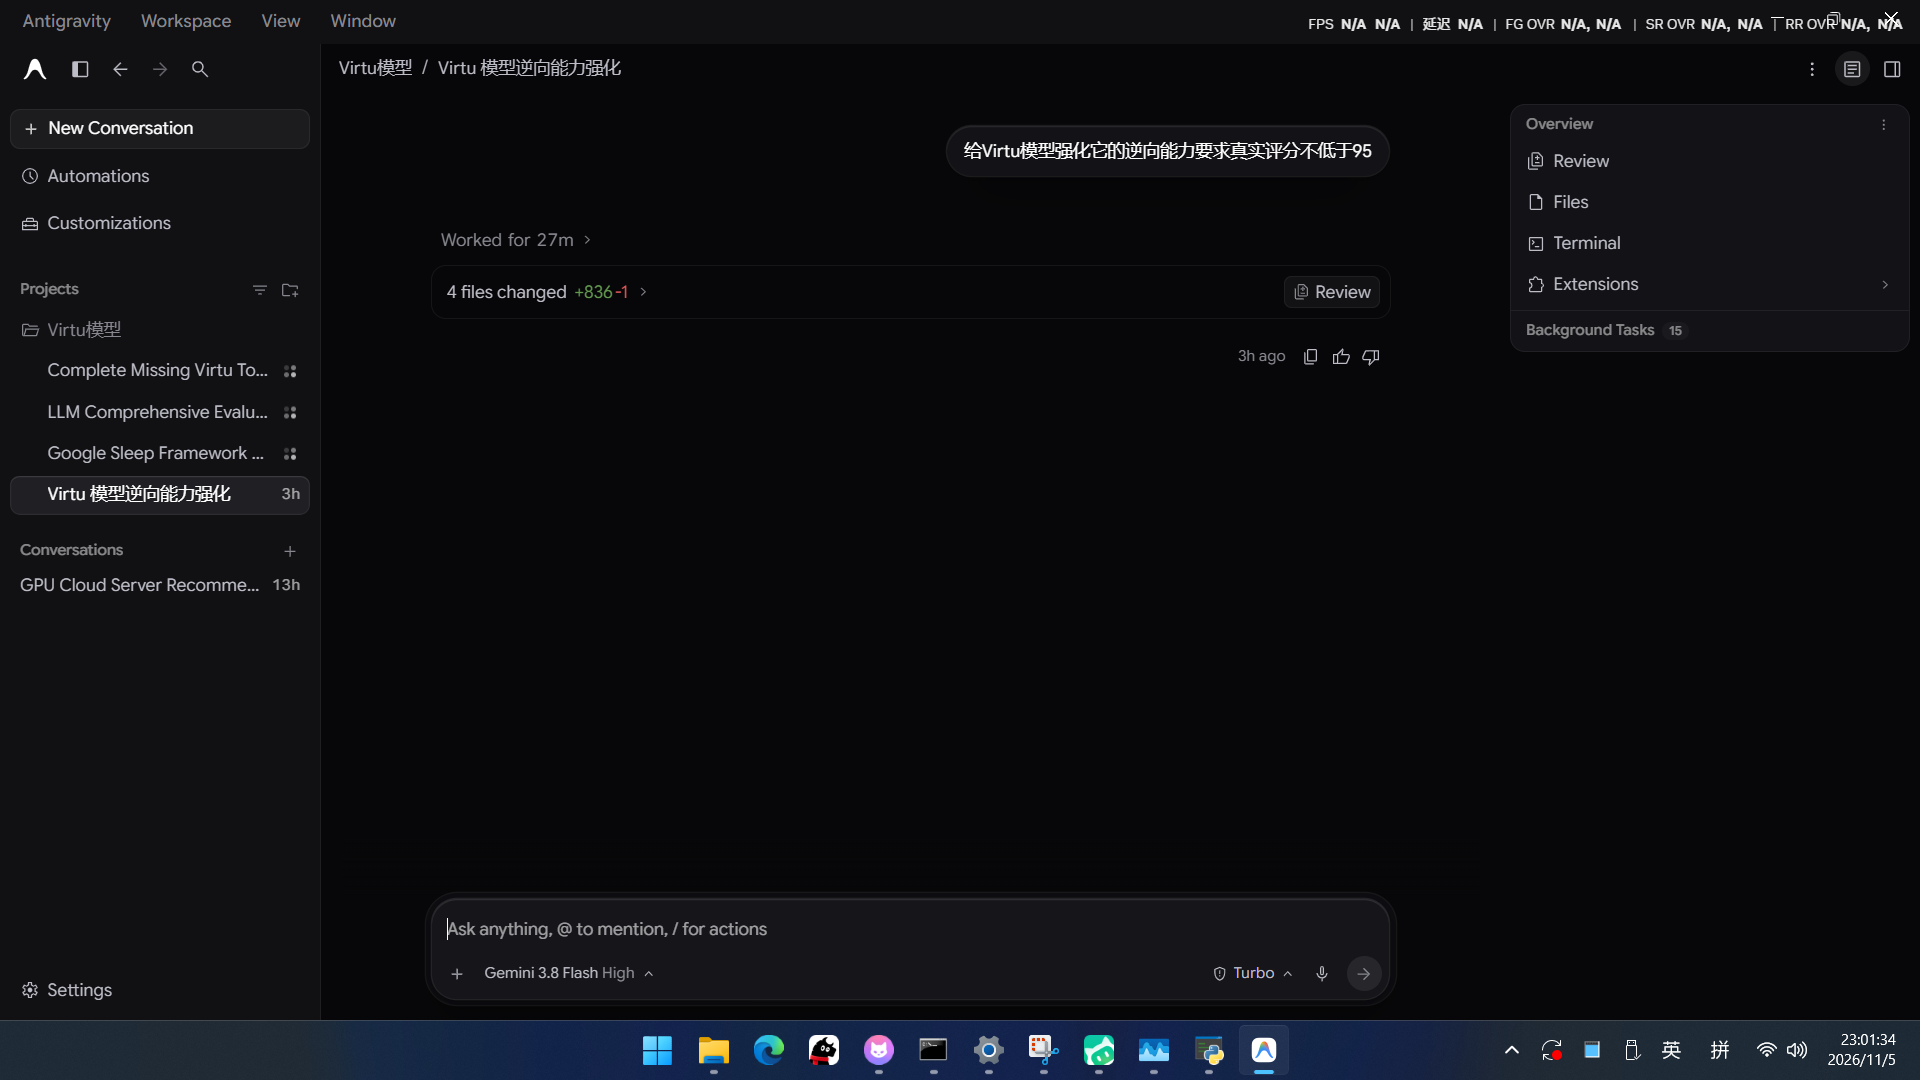 Antigravity Workspace View Window
FPS N/A N/A | 延迟 N/A | FG OVR N/A, N/A | SR OVR N/A, N/A | RR OVR N/A, N/A
Virtu模型 / Virtu 模型逆向能力强化
New Conversation
Automations
Customizations
Projects
Virtu模型
Complete Missing Virtu To...
LLM Comprehensive Evalu...
Google Sleep Framework ...
Virtu 模型逆向能力强化 3h
Conversations
GPU Cloud Server Recomme... 13h
Settings
给Virtu模型强化它的逆向能力要求真实评分不低于95
Worked for 27m
4 files changed +836 -1
Review
3h ago
Overview
Review
Files
Terminal
Extensions
Background Tasks 15
Ask anything, @ to mention, / for actions
Gemini 3.8 Flash High
Turbo
英
拼
23:01:34
2026/11/5